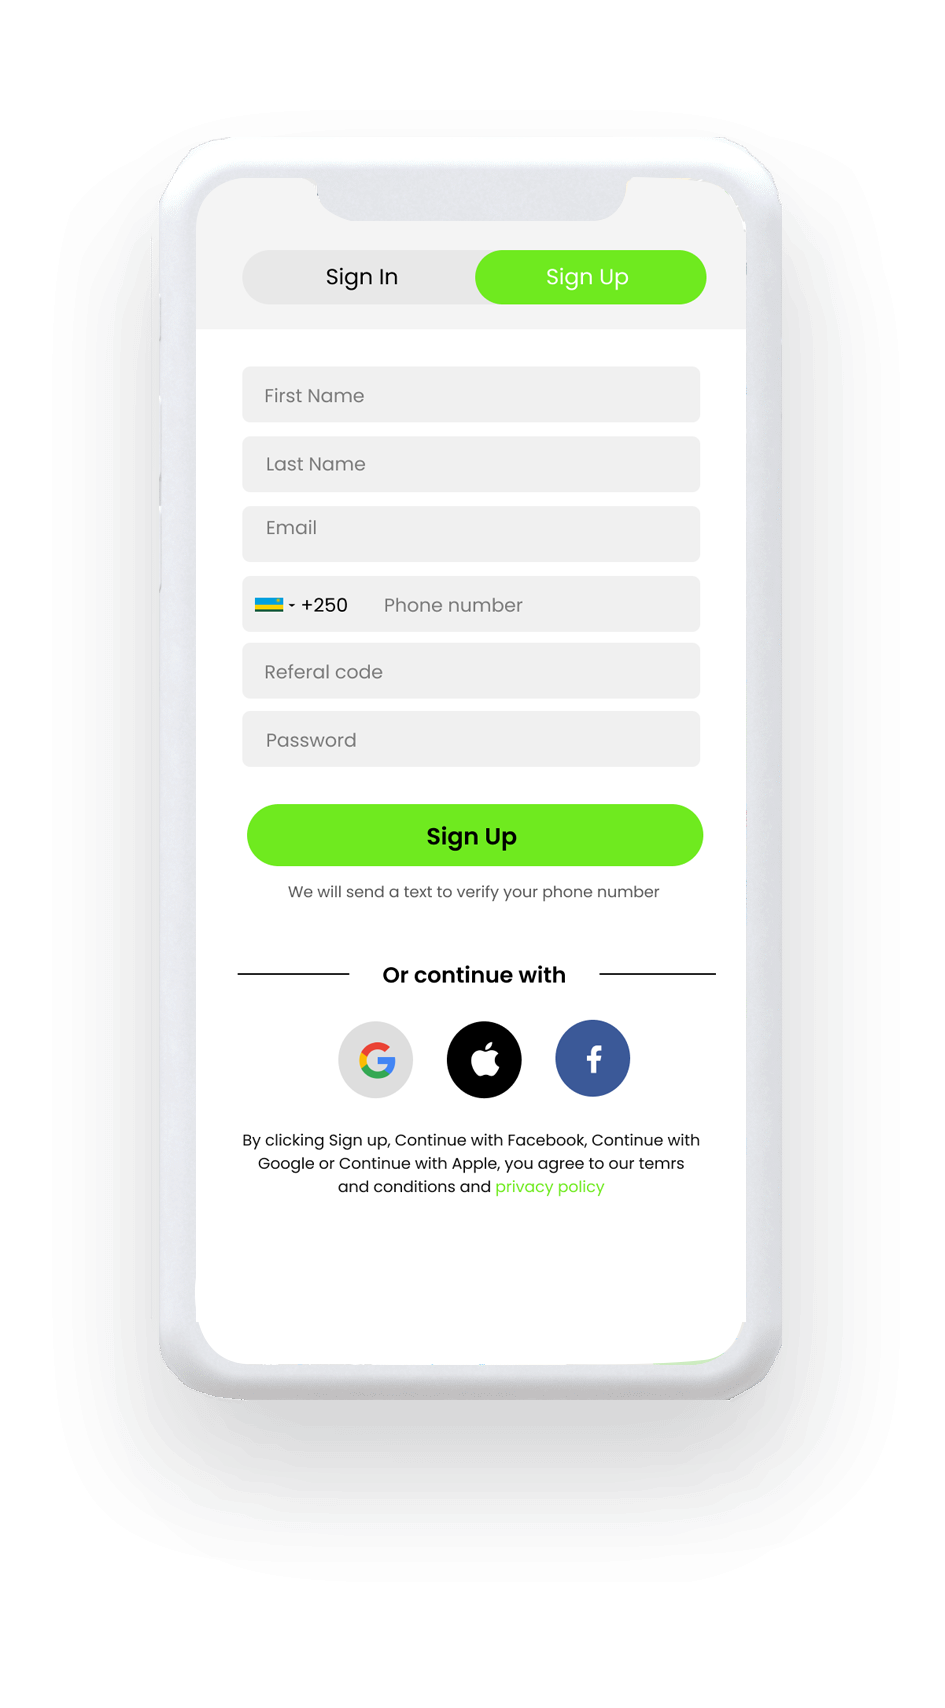 Sign In
Sign Up
First Name
Last Name
Email
+250
Phone number
Referal code
Password
Sign Up
We will send a text to verify your phone number
Or continue with
By clicking Sign up, Continue with Facebook, Continue with
Google or Continue with Apple, you agree to our temrs
and conditions and privacy policy